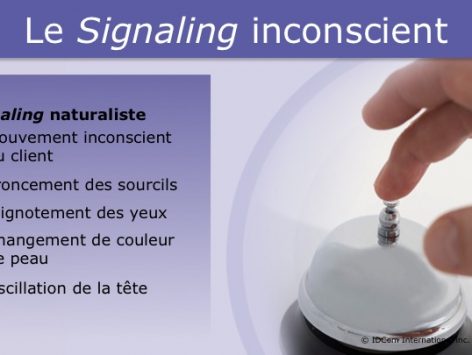 Le Signaling inconscient
aling naturaliste
ouvement inconscient
u client
roncement des sourcils
lignotement des yeux
hangement de couleur
e peau
scillation de la tête
© IDCom International Inc.